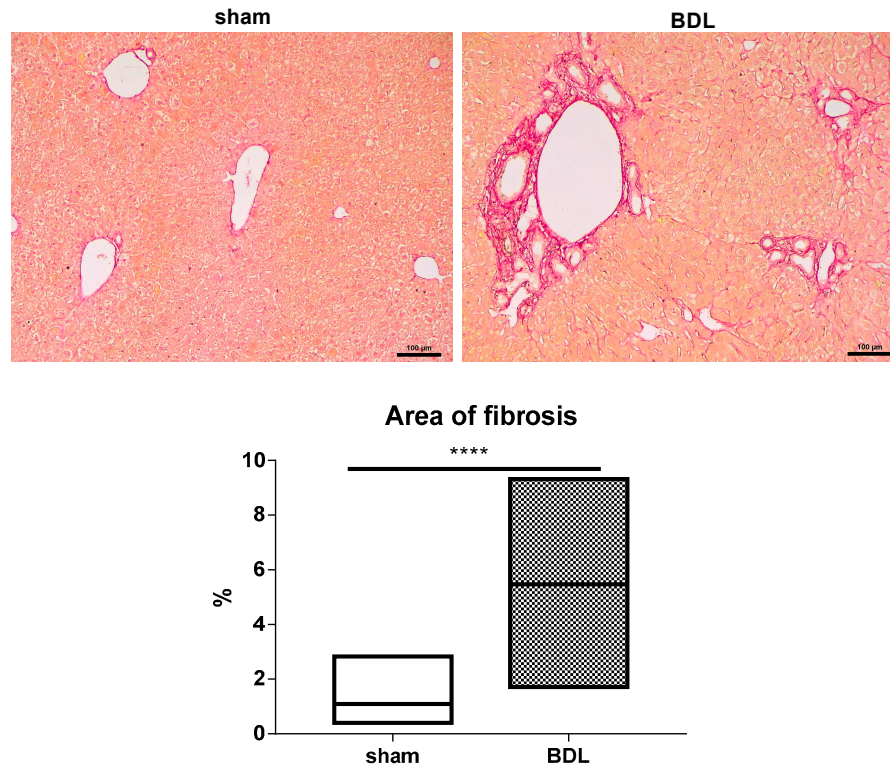 sham
BDL
100 µm
100 µm
Area of fibrosis
****
10
8
6
4
2
0
%
sham
BDL